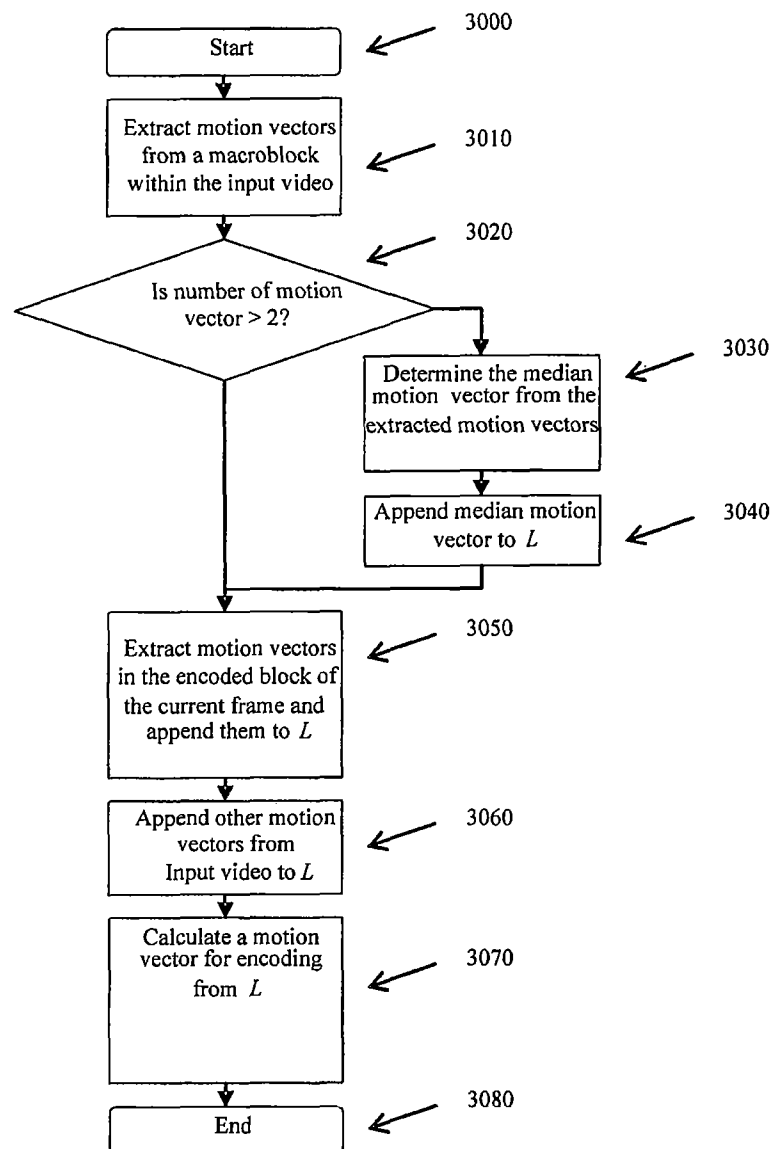 3000
Start
Extract motion vectors
from a macroblock
within the input video
3010
3020
Is number of motion
vector > 2?
3030
Determine the median
motion vector from the
extracted motion vectors
Append median motion
vector to L
3040
3050
Extract motion vectors
in the encoded block of
the current frame and
append them to L
Append other motion
vectors from
Input video to L
3060
Calculate a motion
vector for encoding
from L
3070
3080
End